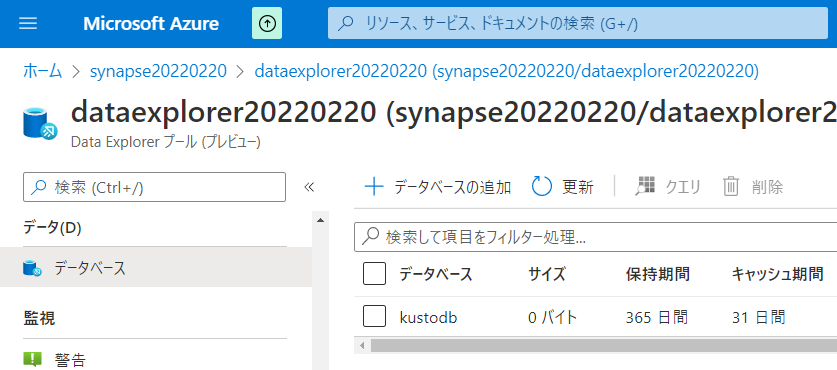 Microsoft Azure
リソース、サービス、ドキュメントの検索 (G+/)
ホーム > synapse20220220 > dataexplorer20220220 (synapse20220220/dataexplorer20220220)
dataexplorer20220220 (synapse20220220/dataexplorer2
Data Explorer プール (プレビュー)
検索 (Ctrl+/) «
データベースの追加 更新 クエリ 削除
データ(D)
検索して項目をフィルター処理...
データベース
データベース サイズ 保持期間 キャッシュ期間
監視
kustodb 0 バイト 365 日間 31 日間
警告